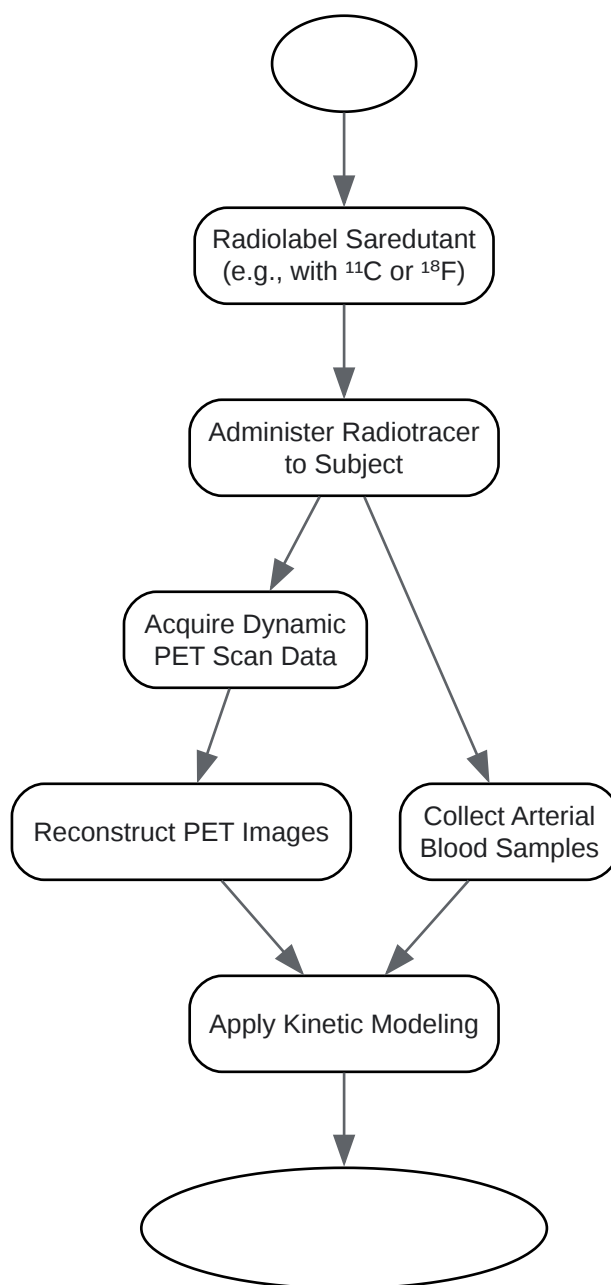 Radiolabel Saredutant
(e.g., with ¹¹C or ¹⁸F)
Administer Radiotracer
to Subject
Acquire Dynamic
PET Scan Data
Reconstruct PET Images
Collect Arterial
Blood Samples
Apply Kinetic Modeling